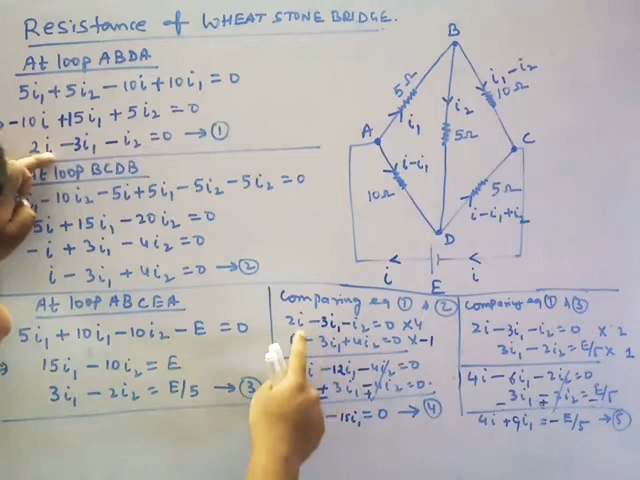 Resistance of WHEAT STONE BRIDGE.
At loop ABDA
5i₁ + 5i₂ − 10i + 10i₁ = 0
−10i + 15i₁ + 5i₂ = 0
2i − 3i₁ − i₂ = 0 → ①
At loop BCDB
− 10i₂ − 5i + 5i₁ − 5i₂ − 5i₂ = 0
5i + 15i₁ − 20i₂ = 0
−i + 3i₁ − 4i₂ = 0
i − 3i₁ + 4i₂ = 0 → ②
At loop ABCEA
5i₁ + 10i₁ − 10i₂ − E = 0
15i₁ − 10i₂ = E
3i₁ − 2i₂ = E/5 → ③
B
5Ω
i₁
i₂
5Ω
i₁ − i₂
10Ω
A
C
i − i₁
10Ω
5Ω
i − i₁ + i₂
D
i
E
i
Comparing eq ① & ②
2i − 3i₁ − i₂ = 0 × 4
− 3i₁ + 4i₂ = 0 × −1
i − 12i₁ − 4i₂ = 0
± 3i₁ ∓ i₂ = 0
− 15i₁ = 0 → ④
Comparing eq ① & ③
2i − 3i₁ − i₂ = 0 × 2
3i₁ − 2i₂ = E/5 × 1
4i − 6i₁ − 2i₂ = 0
− 3i₁ ∓ 2i₂ = − E/5
4i + 9i₁ = − E/5 → ⑤